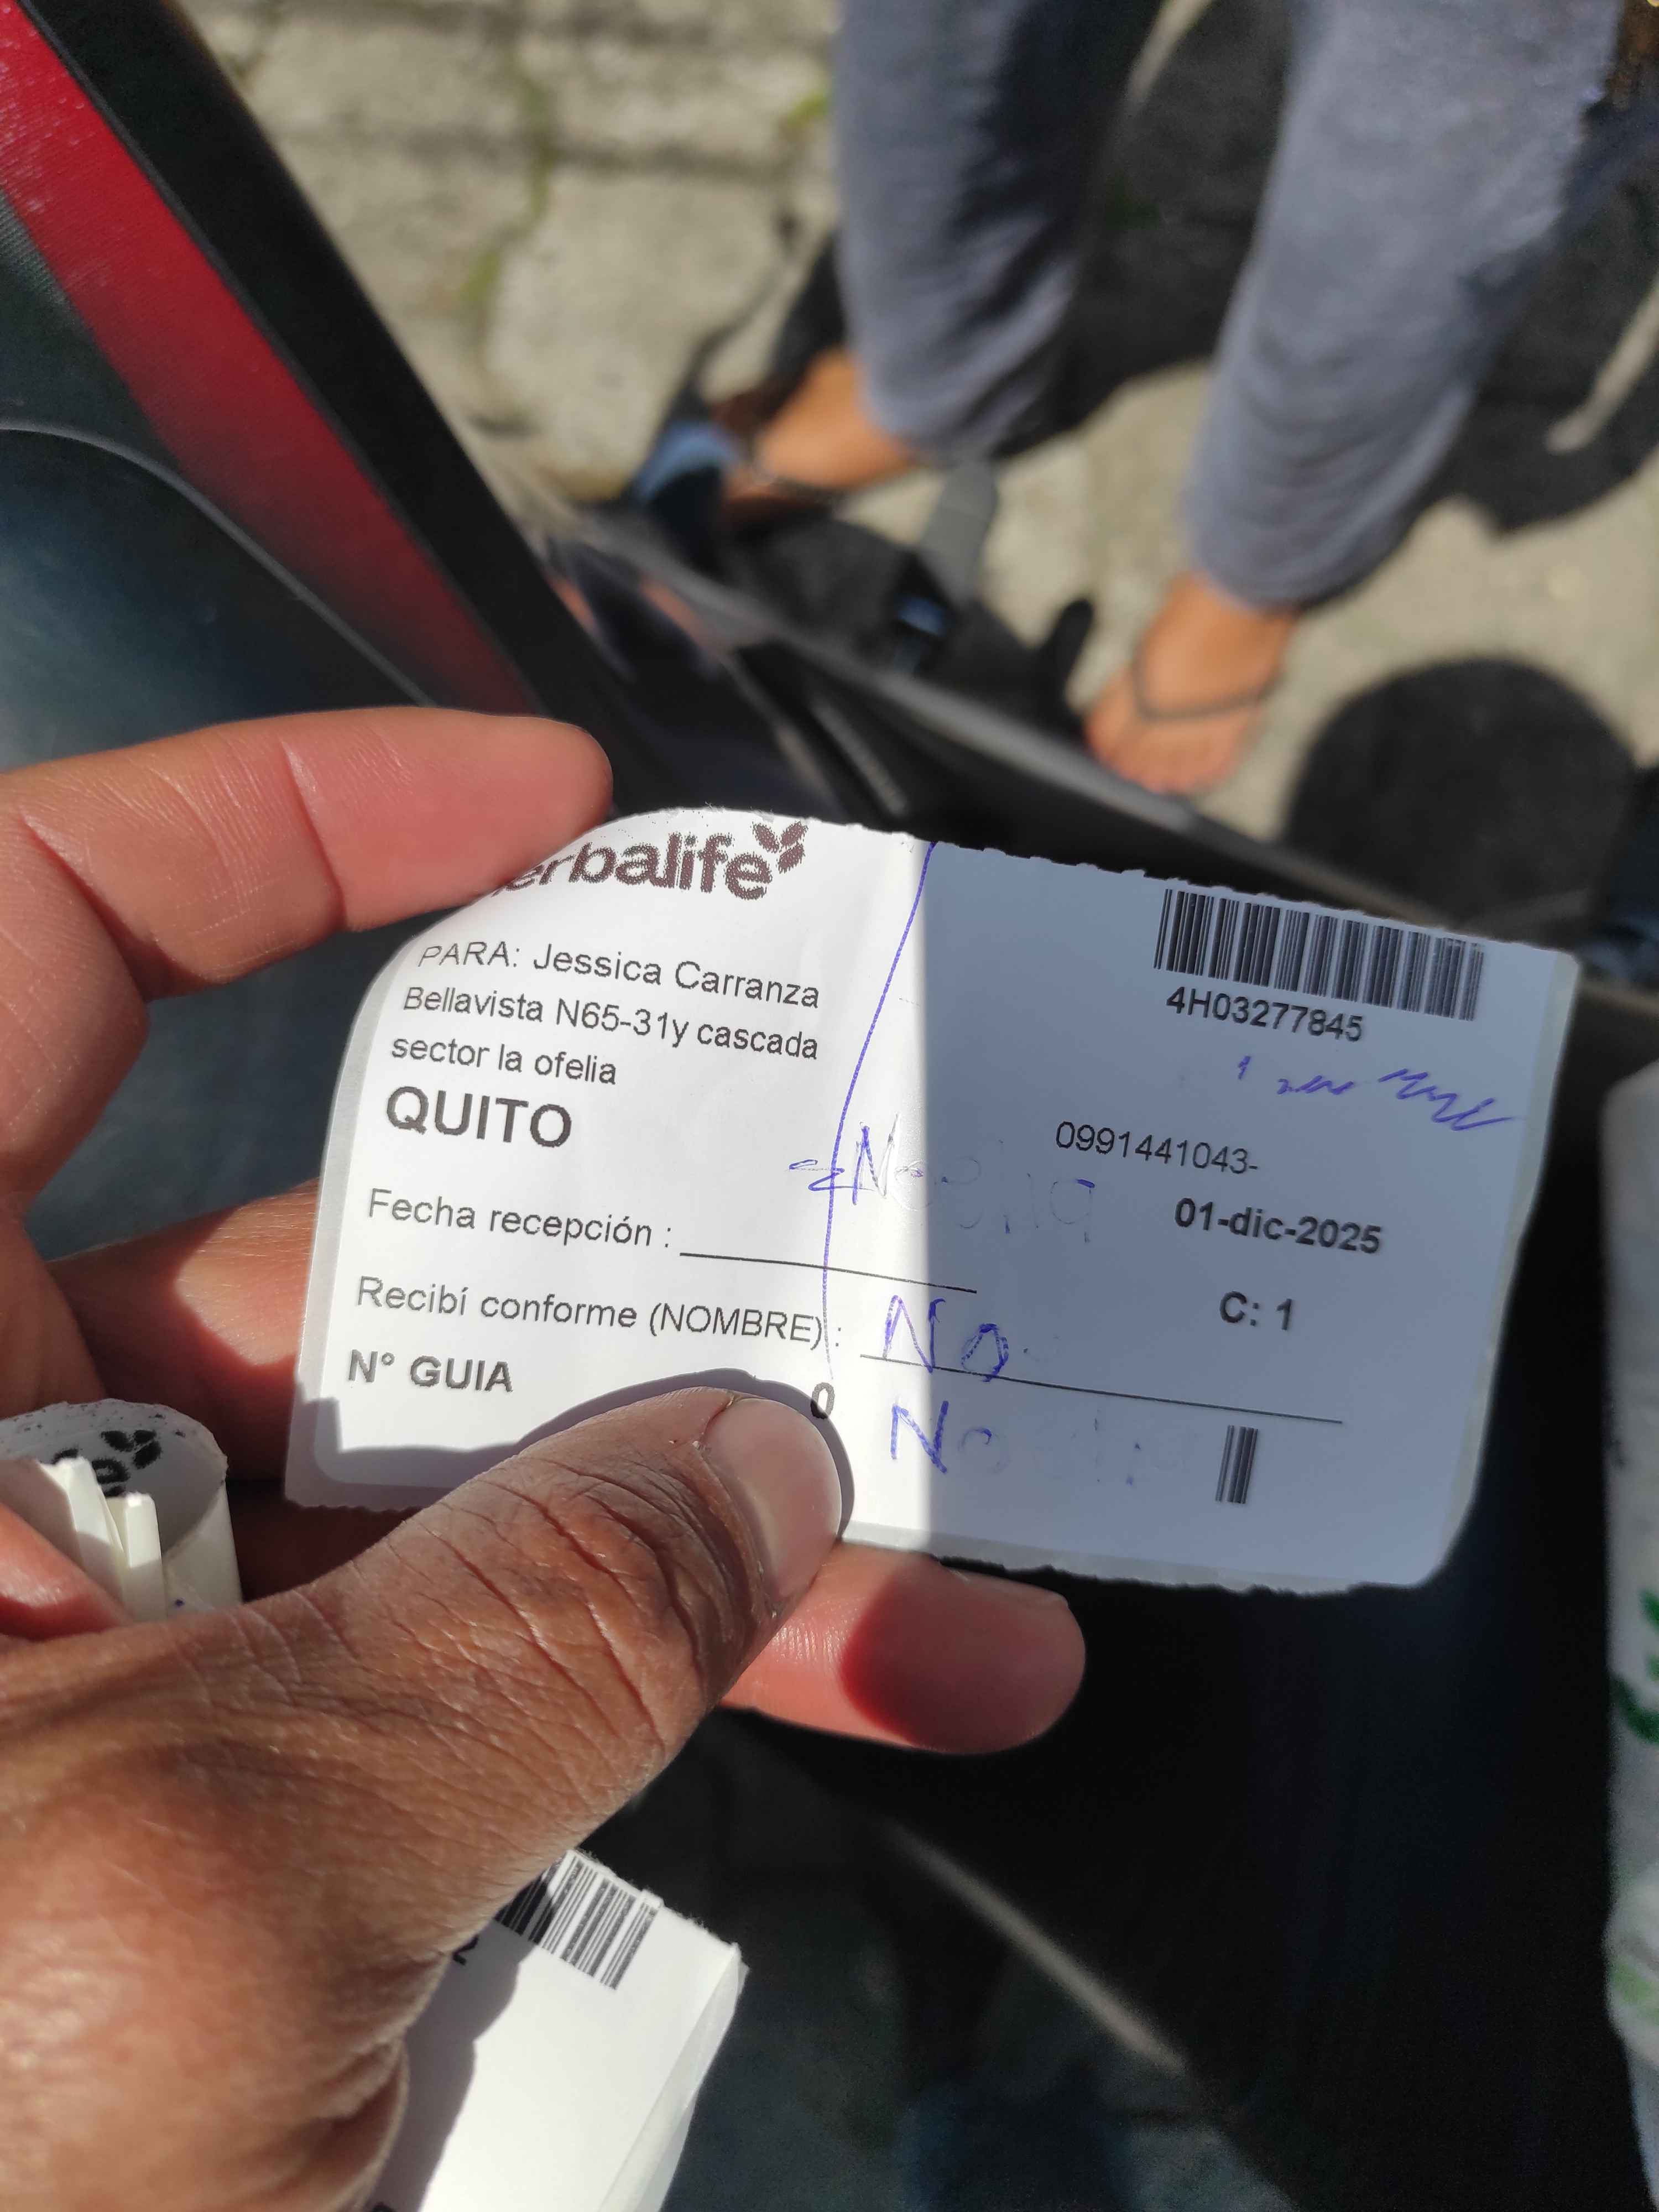 erbalife
PARA: Jessica Carranza
Bellavista N65-31y cascada
sector la ofelia
QUITO
4H03277845
0991441043-
01-dic-2025
Fecha recepción :
C: 1
Recibí conforme (NOMBRE) : No
N° GUIA 0